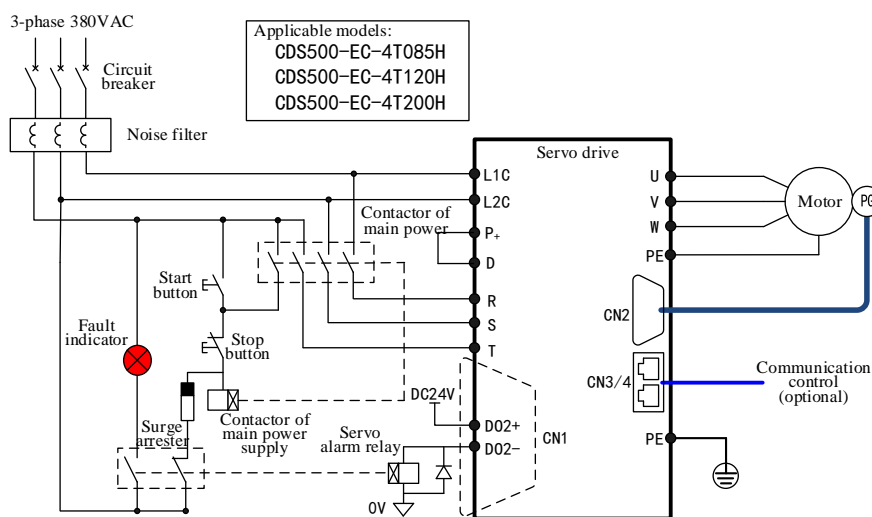 3-phase 380VAC
Circuit
breaker
Noise filter
Applicable models:
CDS500-EC-4T085H
CDS500-EC-4T120H
CDS500-EC-4T200H
Servo drive
L1C
L2C
P+
D
R
S
T
Contactor of
main power
Start
button
Stop
button
Fault
indicator
Surge
arrester
Contactor of
main power
supply
Servo
alarm relay
DC24V
DO2+
DO2-
0V
CN1
U
V
W
PE
Motor
PG
CN2
CN3/4
Communication
control
(optional)
PE